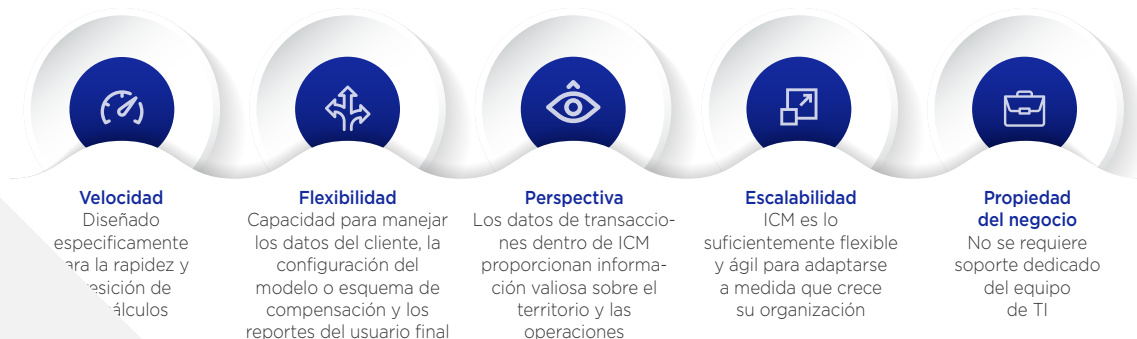 Velocidad
Diseñado
especificamente
ara la rapidez y
esición de
álculos
Flexibilidad
Capacidad para manejar
los datos del cliente, la
configuración del
modelo o esquema de
compensación y los
reportes del usuario final
Perspectiva
Los datos de transaccio-
nes dentro de ICM
proporcionan informa-
ción valiosa sobre el
territorio y las
operaciones
Escalabilidad
ICM es lo
suficientemente flexible
y ágil para adaptarse
a medida que crece
su organización
Propiedad
del negocio
No se requiere
soporte dedicado
del equipo
de TI